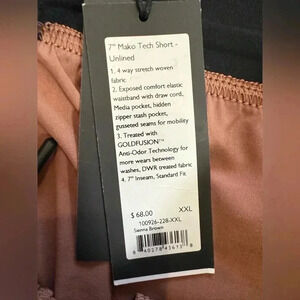 7" Mako Tech Short -
Unlined
1. 4 way stretch woven
fabric
2. Exposed comfort elastic
waistband with draw cord,
Media pocket, hidden
zipper stash pocket,
gusseted seams for mobility
3. Treated with
GOLDFUSION™
Anti-Odor Technology for
more wears between
washes, DWR treated fabric
4. 7" Inseam, Standard Fit
$ 68.00 XXL
100926-228-XXL
Sienna Brown